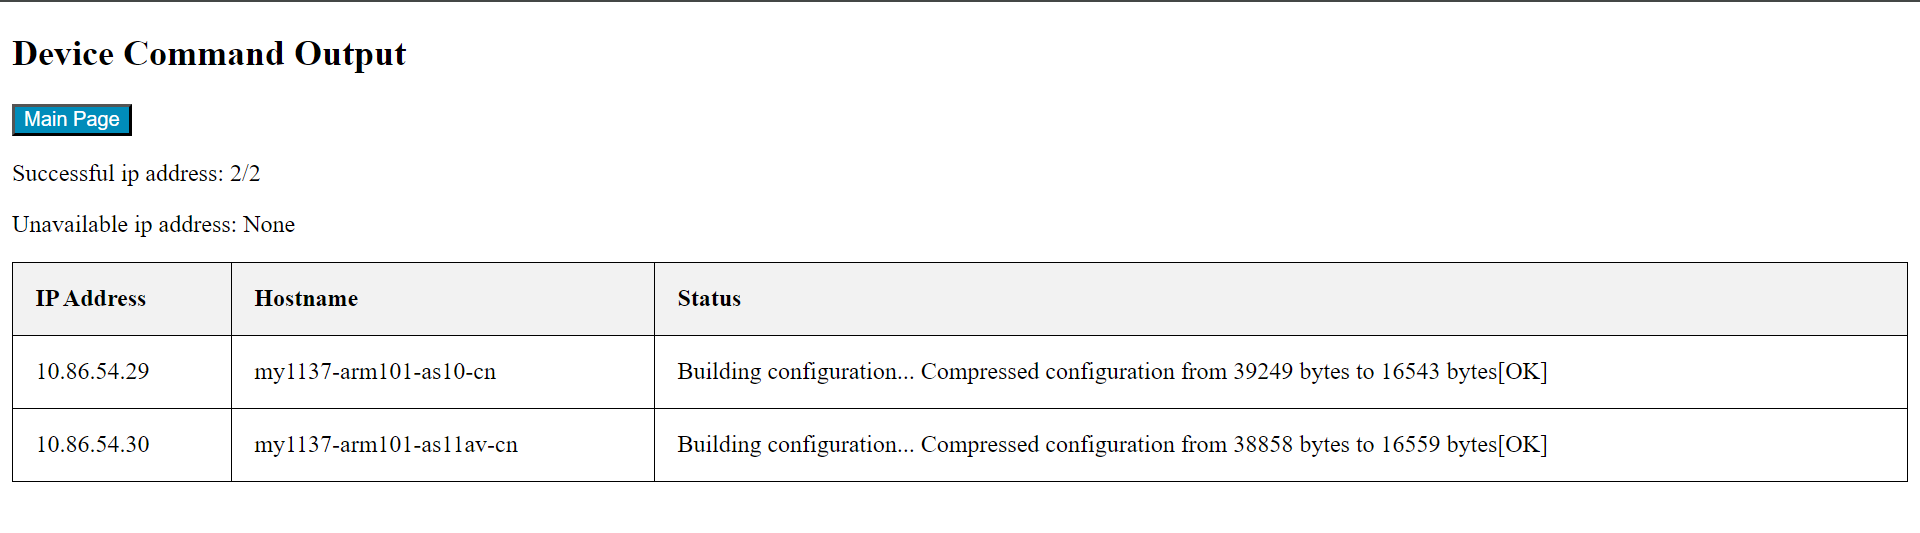 Device Command Output
Main Page
Successful ip address: 2/2
Unavailable ip address: None
IP Address Hostname Status
10.86.54.29 my1137-arm101-as10-cn Building configuration... Compressed configuration from 39249 bytes to 16543 bytes[OK]
10.86.54.30 my1137-arm101-as11av-cn Building configuration... Compressed configuration from 38858 bytes to 16559 bytes[OK]